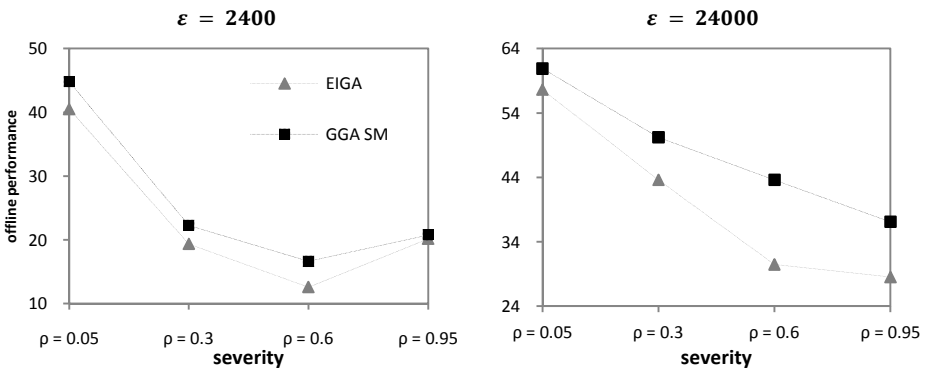 ε = 2400
50
40
30
20
10
offline performance
EIGA
GGA SM
ρ = 0.05 ρ = 0.3 ρ = 0.6 ρ = 0.95
severity
ε = 24000
64
54
44
34
24
ρ = 0.05 ρ = 0.3 ρ = 0.6 ρ = 0.95
severity